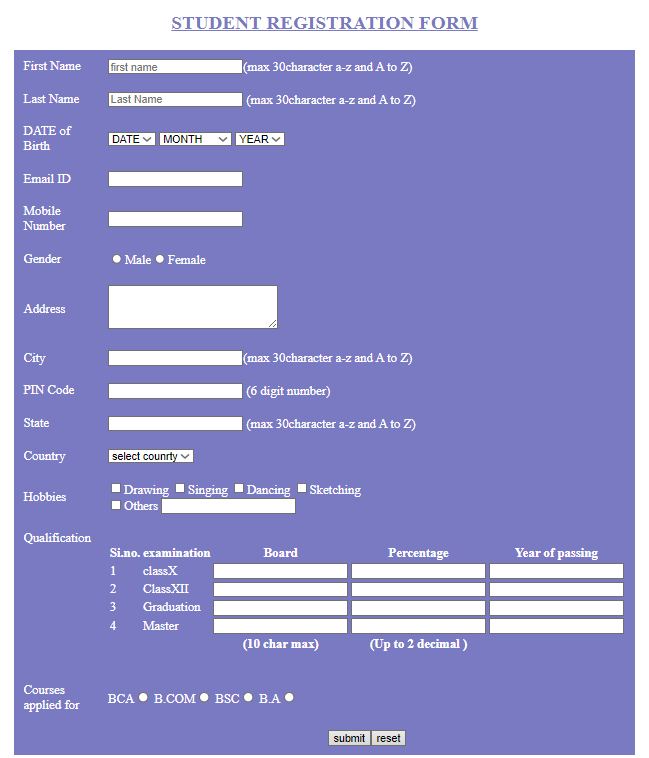 STUDENT REGISTRATION FORM
First Name first name (max 30character a-z and A to Z)
Last Name Last Name (max 30character a-z and A to Z)
DATE of
Birth DATE MONTH YEAR
Email ID
Mobile
Number
Gender Male Female
Address
City (max 30character a-z and A to Z)
PIN Code (6 digit number)
State (max 30character a-z and A to Z)
Country select counrty
Hobbies Drawing Singing Dancing Sketching
Others
Qualification
Si.no. examination Board Percentage Year of passing
1 classX
2 ClassXII
3 Graduation
4 Master
(10 char max) (Up to 2 decimal )
Courses
applied for BCA B.COM BSC B.A
submit reset